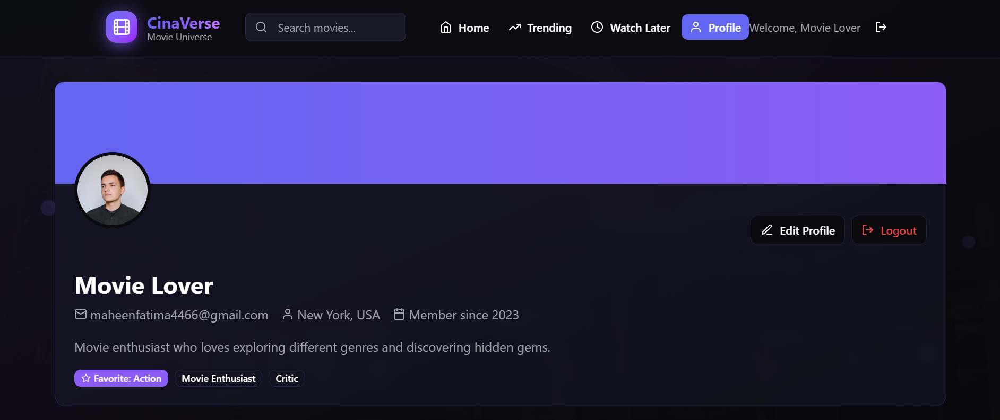 CinaVerse
Movie Universe
Search movies...
Home
Trending
Watch Later
Profile
Welcome, Movie Lover
Edit Profile
Logout
Movie Lover
maheenfatima4466@gmail.com New York, USA Member since 2023
Movie enthusiast who loves exploring different genres and discovering hidden gems.
Favorite: Action Movie Enthusiast Critic